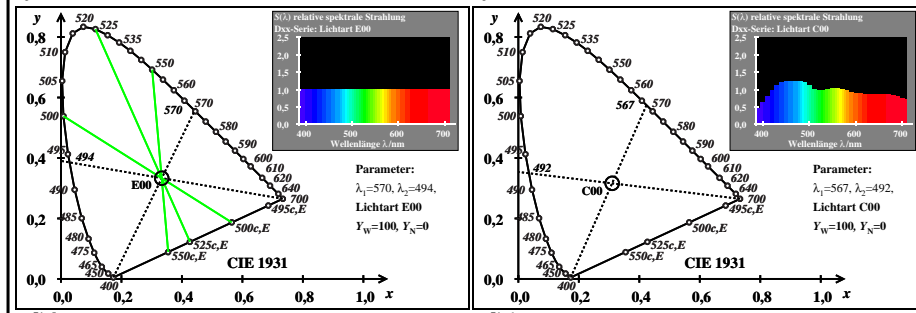 y
0,8
0,6
0,4
0,2
0,0
0,0 0,2 0,4 0,6 0,8 1,0
x
520
525
535
510
550
505
560
570
570
500
580
590
600
610
620
640
700
495
494
490
485
480
475
465
450
400
E00
495c,E
500c,E
525c,E
550c,E
CIE 1931
S(λ) relative spektrale Strahlung
Dxx-Serie: Lichtart E00
2,5
2,0
1,5
1,0
0,5
0,0
400 500 600 700
Wellenlänge λ/nm
Parameter:
λ1=570, λ2=494,
Lichtart E00
YW=100, YN=0
y
0,8
0,6
0,4
0,2
0,0
0,0 0,2 0,4 0,6 0,8 1,0
x
520
525
535
510
550
505
560
570
567
500
580
590
600
610
620
640
700
495
492
490
485
480
475
465
450
400
C00
495c,E
500c,E
525c,E
550c,E
CIE 1931
S(λ) relative spektrale Strahlung
Dxx-Serie: Lichtart C00
2,5
2,0
1,5
1,0
0,5
0,0
400 500 600 700
Wellenlänge λ/nm
Parameter:
λ1=567, λ2=492,
Lichtart C00
YW=100, YN=0